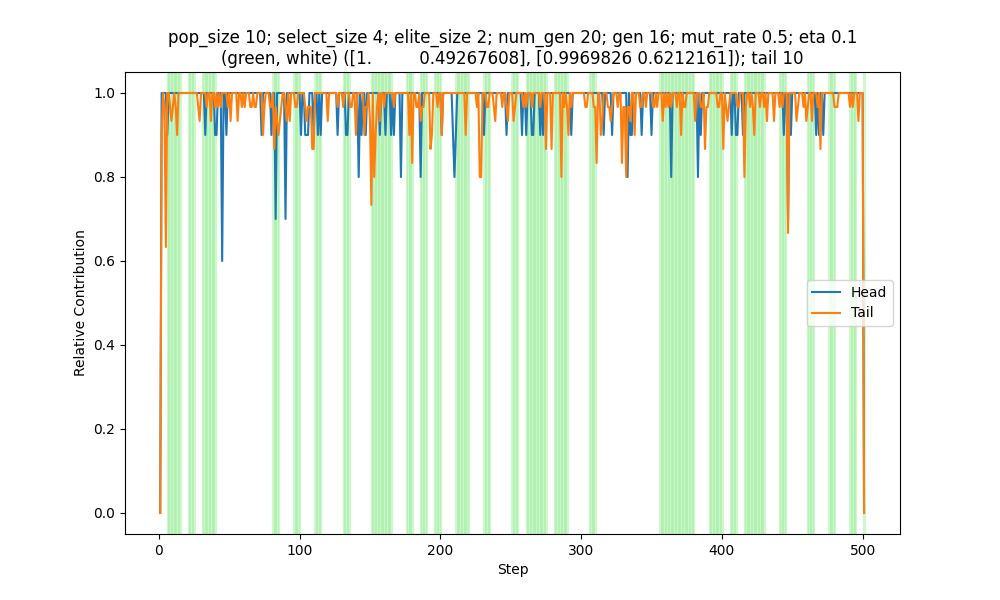 pop_size 10; select_size 4; elite_size 2; num_gen 20; gen 16; mut_rate 0.5; eta 0.1
(green, white) ([1.          0.49267608], [0.9969826 0.6212161]); tail 10
Relative Contribution
1.0
0.8
0.6
0.4
0.2
0.0
Head
Tail
0
100
200
300
400
500
Step